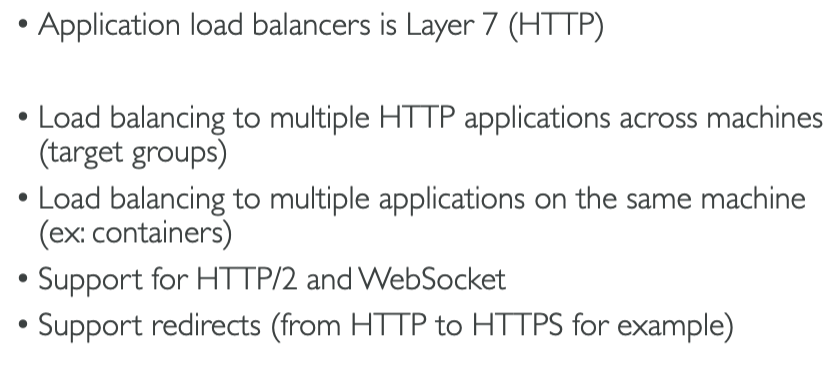 • Application load balancers is Layer 7 (HTTP)
• Load balancing to multiple HTTP applications across machines
(target groups)
• Load balancing to multiple applications on the same machine
(ex: containers)
• Support for HTTP/2 and WebSocket
• Support redirects (from HTTP to HTTPS for example)